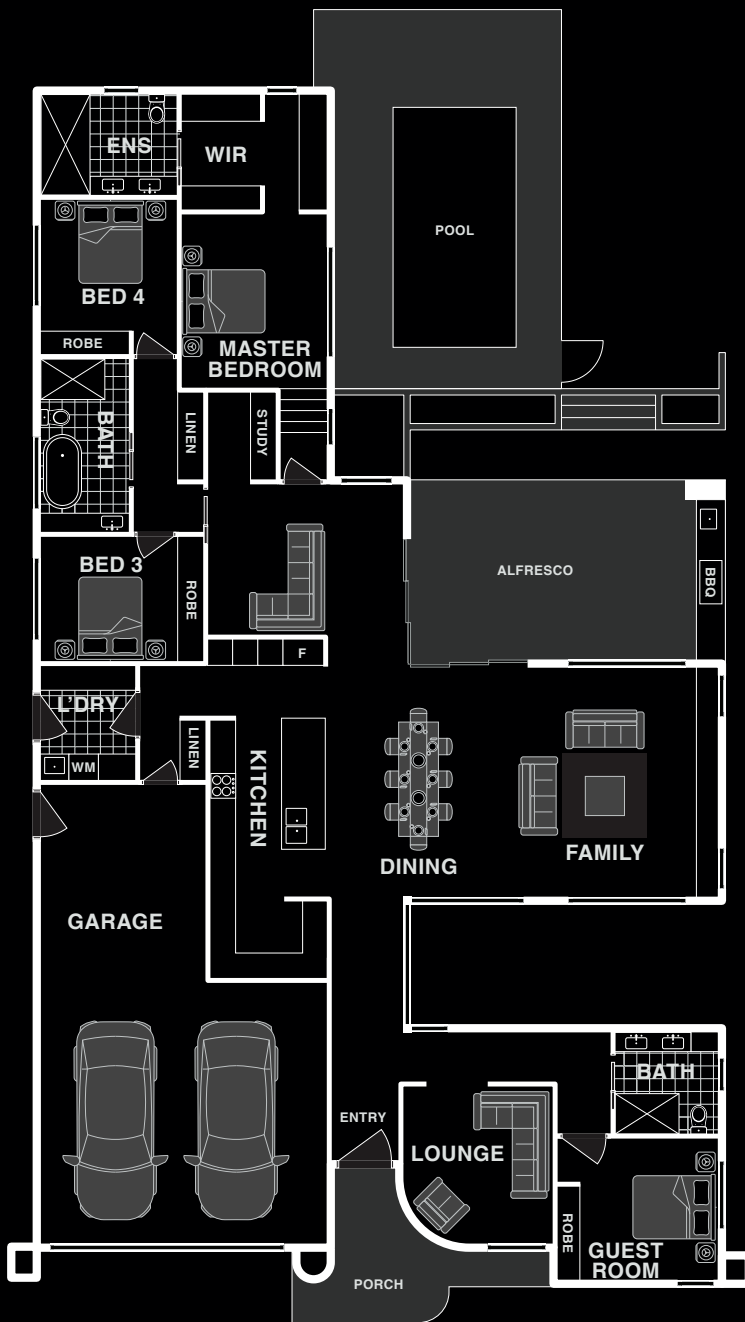 ENS
WIR
POOL
BED 4
ROBE
MASTER
BEDROOM
BATH
LINEN
STUDY
BED 3
ROBE
ALFRESCO
BBQ
F
L'DRY
WM
LINEN
KITCHEN
DINING
FAMILY
GARAGE
BATH
ENTRY
LOUNGE
ROBE
GUEST
ROOM
PORCH